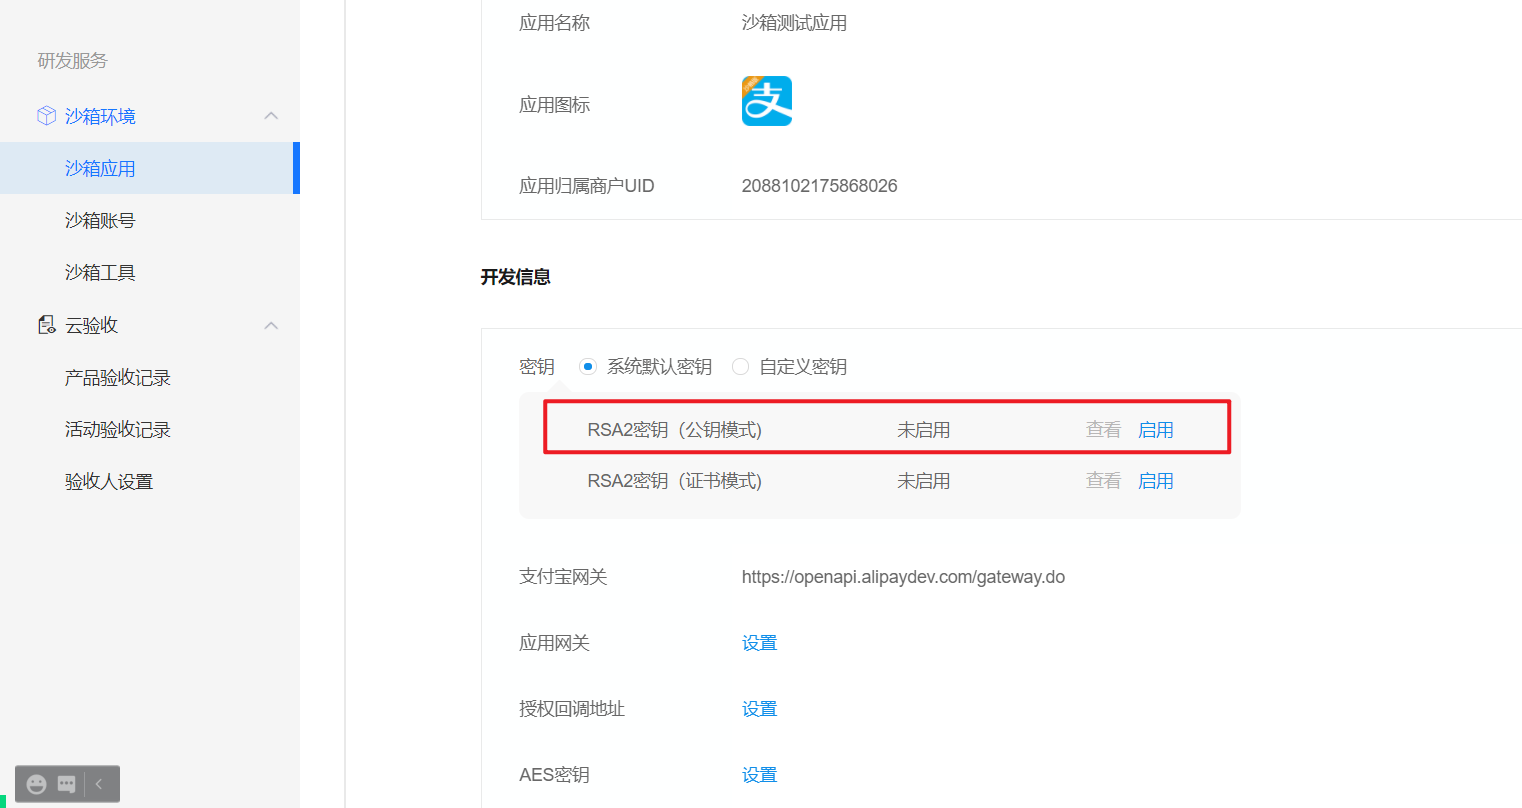 研发服务
沙箱环境
沙箱应用
沙箱账号
沙箱工具
云验收
产品验收记录
活动验收记录
验收人设置
应用名称 沙箱测试应用
应用图标 支
应用归属商户UID 2088102175868026
开发信息
密钥 系统默认密钥 自定义密钥
RSA2密钥（公钥模式) 未启用 查看 启用
RSA2密钥（证书模式) 未启用 查看 启用
支付宝网关 https://openapi.alipaydev.com/gateway.do
应用网关 设置
授权回调地址 设置
AES密钥 设置